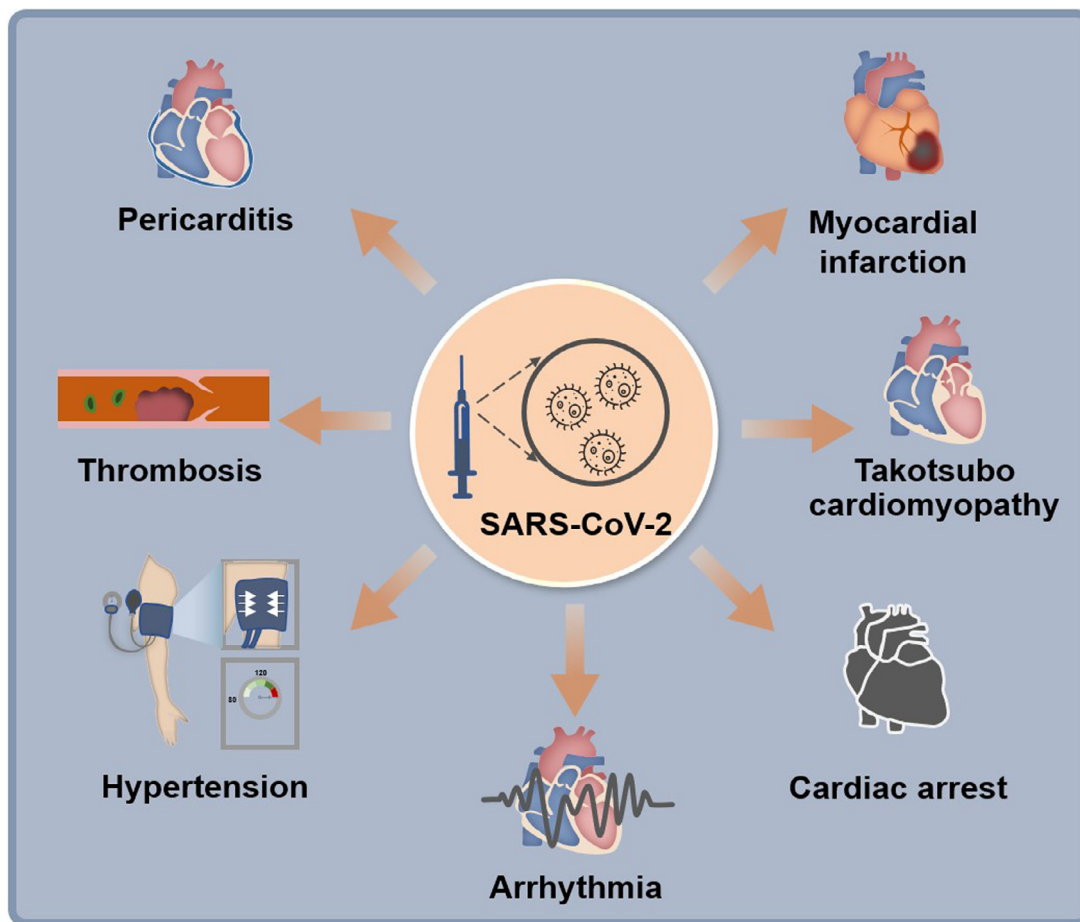 Pericarditis
Myocardial
infarction
Thrombosis
SARS-CoV-2
Takotsubo
cardiomyopathy
120
80
Hypertension
Cardiac arrest
Arrhythmia